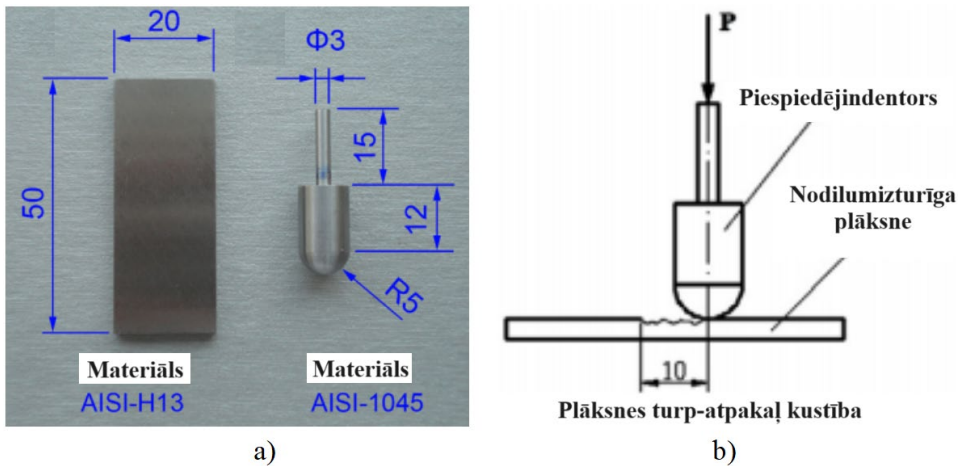 20
Φ3
50
15
12
R5
Materiāls
AISI-H13
Materiāls
AISI-1045
a)
P
Piespiedējindentors
Nodilumizturīga
plāksne
10
Plāksnes turp-atpakaļ kustība
b)